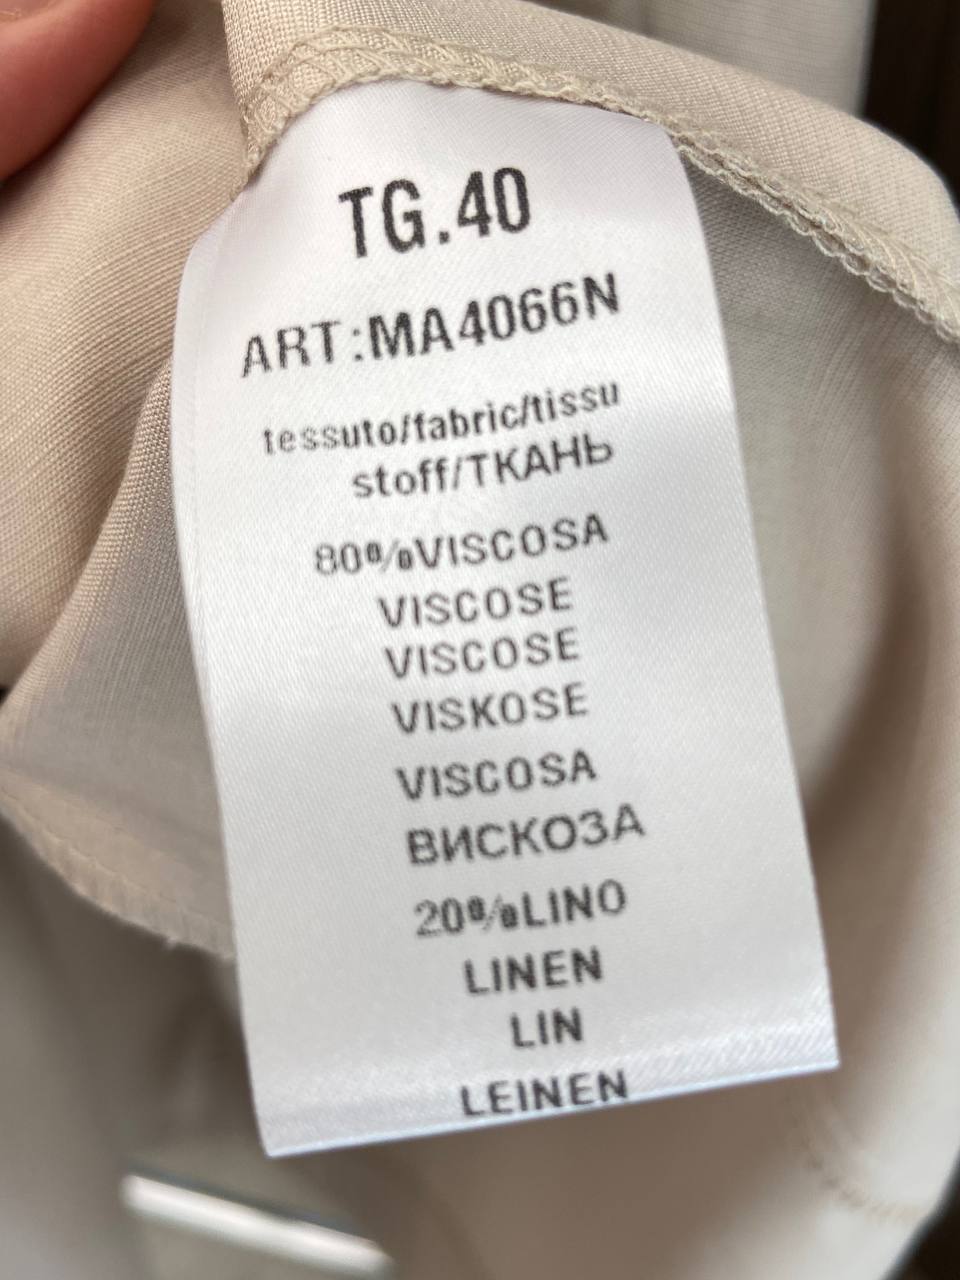 TG.40
ART:MA4066N
tessuto/fabric/tissu
stoff/ТКАНЬ
80%VISCOSA
VISCOSE
VISCOSE
VISKOSE
VISCOSA
ВИСКОЗА
20%LINO
LINEN
LIN
LEINEN